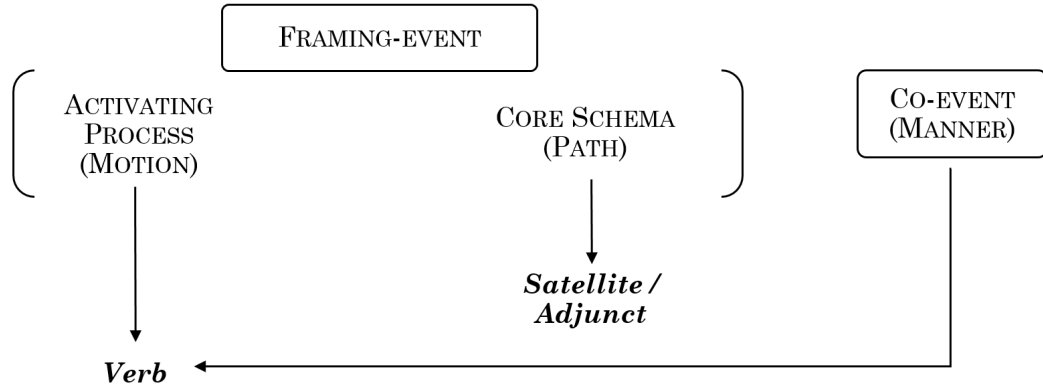 FRAMING-EVENT
ACTIVATING
PROCESS
(MOTION)
CORE SCHEMA
(PATH)
CO-EVENT
(MANNER)
Satellite /
Adjunct
Verb